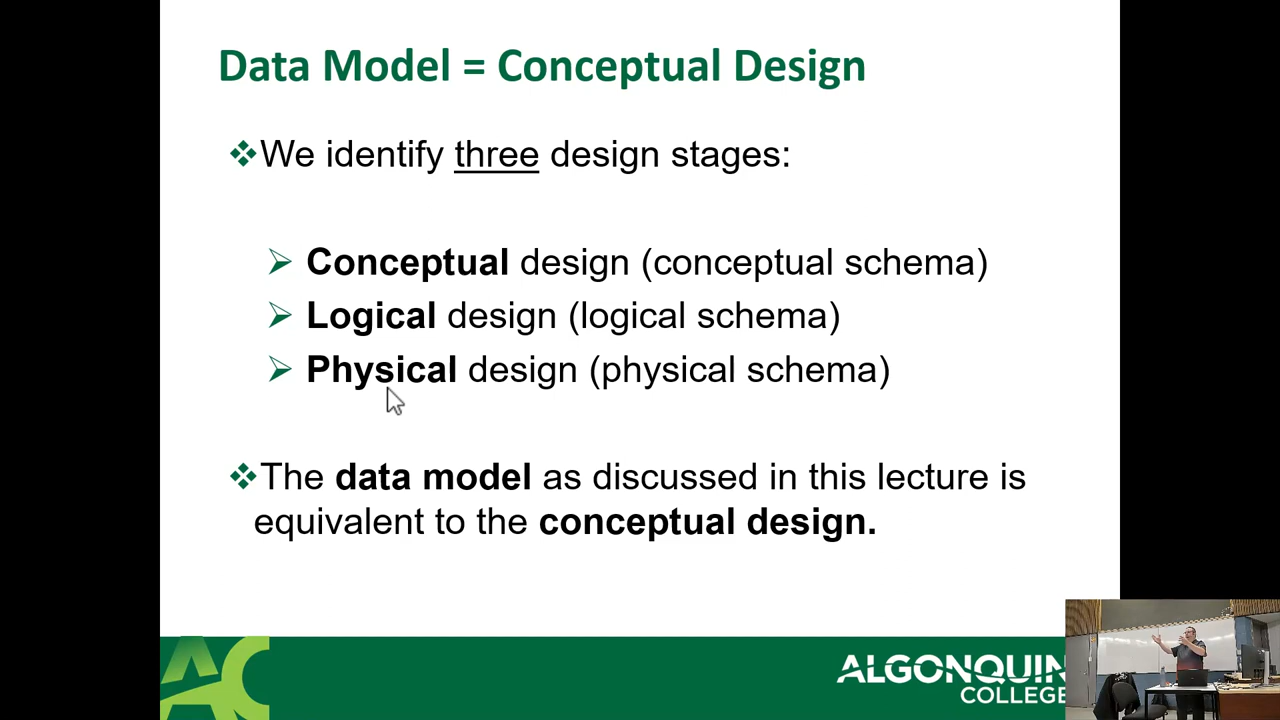 Data Model = Conceptual Design
We identify three design stages:
Conceptual design (conceptual schema)
Logical design (logical schema)
Physical design (physical schema)
The data model as discussed in this lecture is
equivalent to the conceptual design.
AC
ALGONQUIN
COLLEGE